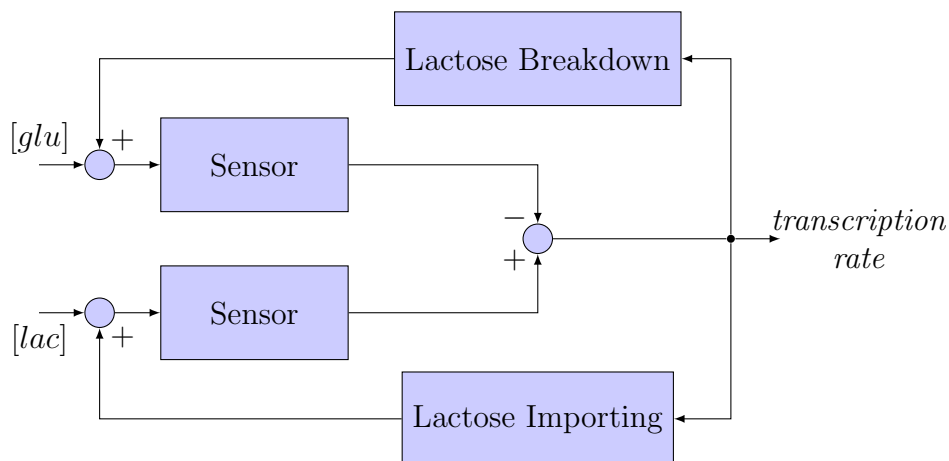 Lactose Breakdown
[glu]
+
Sensor
−
transcription
rate
+
Sensor
[lac]
+
Lactose Importing